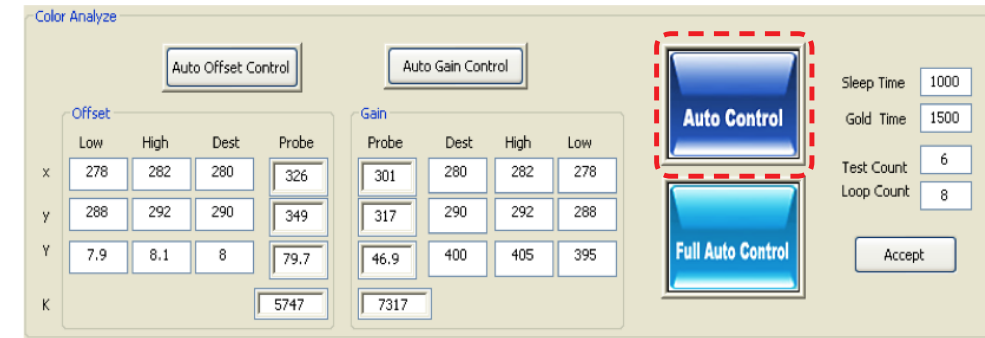 Color Analyze
Auto Offset Control
Auto Gain Control
Auto Control
Full Auto Control
Sleep Time 1000
Gold Time 1500
Test Count 6
Loop Count 8
Accept
Offset
Low High Dest Probe
x 278 282 280 326
y 288 292 290 349
Y 7.9 8.1 8 79.7
K 5747
Gain
Probe Dest High Low
301 280 282 278
317 290 292 288
46.9 400 405 395
7317